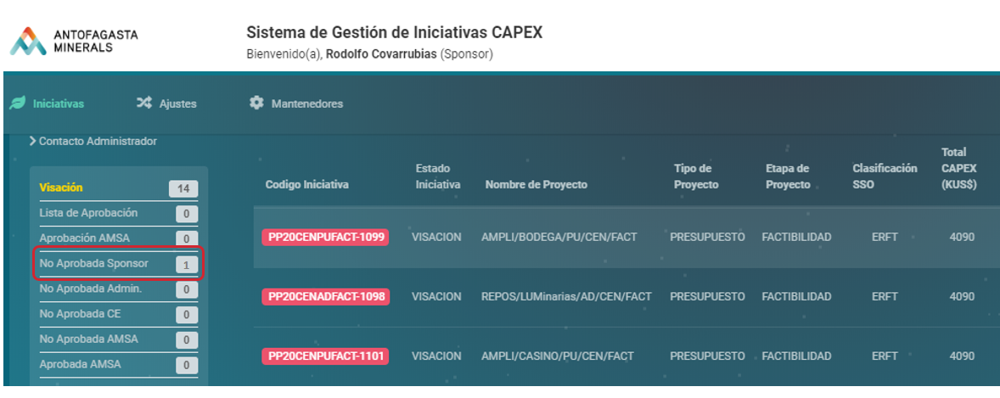 ANTOFAGASTA
MINERALS
Sistema de Gestión de Iniciativas CAPEX
Bienvenido(a), Rodolfo Covarrubias (Sponsor)
Iniciativas
Ajustes
Mantenedores
Contacto Administrador
Visación 14
Lista de Aprobación 0
Aprobación AMSA 0
No Aprobada Sponsor 1
No Aprobada Admin. 0
No Aprobada CE 0
No Aprobada AMSA 0
Aprobada AMSA 0
Codigo Iniciativa
Estado
Iniciativa
Nombre de Proyecto
Tipo de
Proyecto
Etapa de
Proyecto
Clasificación
SSO
Total
CAPEX
(KUS$)
PP20CENPUFACT-1099 VISACION AMPLI/BODEGA/PU/CEN/FACT PRESUPUESTO FACTIBILIDAD ERFT 4090
PP20CENADFACT-1098 VISACION REPOS/LUMinarias/AD/CEN/FACT PRESUPUESTO FACTIBILIDAD ERFT 4090
PP20CENPUFACT-1101 VISACION AMPLI/CASINO/PU/CEN/FACT PRESUPUESTO FACTIBILIDAD ERFT 4090